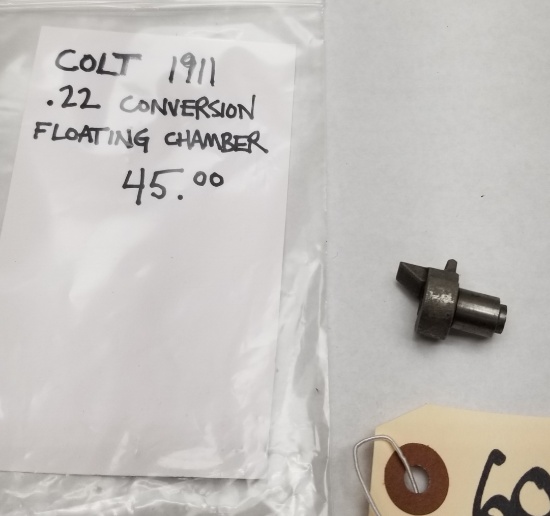 COLT 1911
.22 CONVERSION
FLOATING CHAMBER
45.00